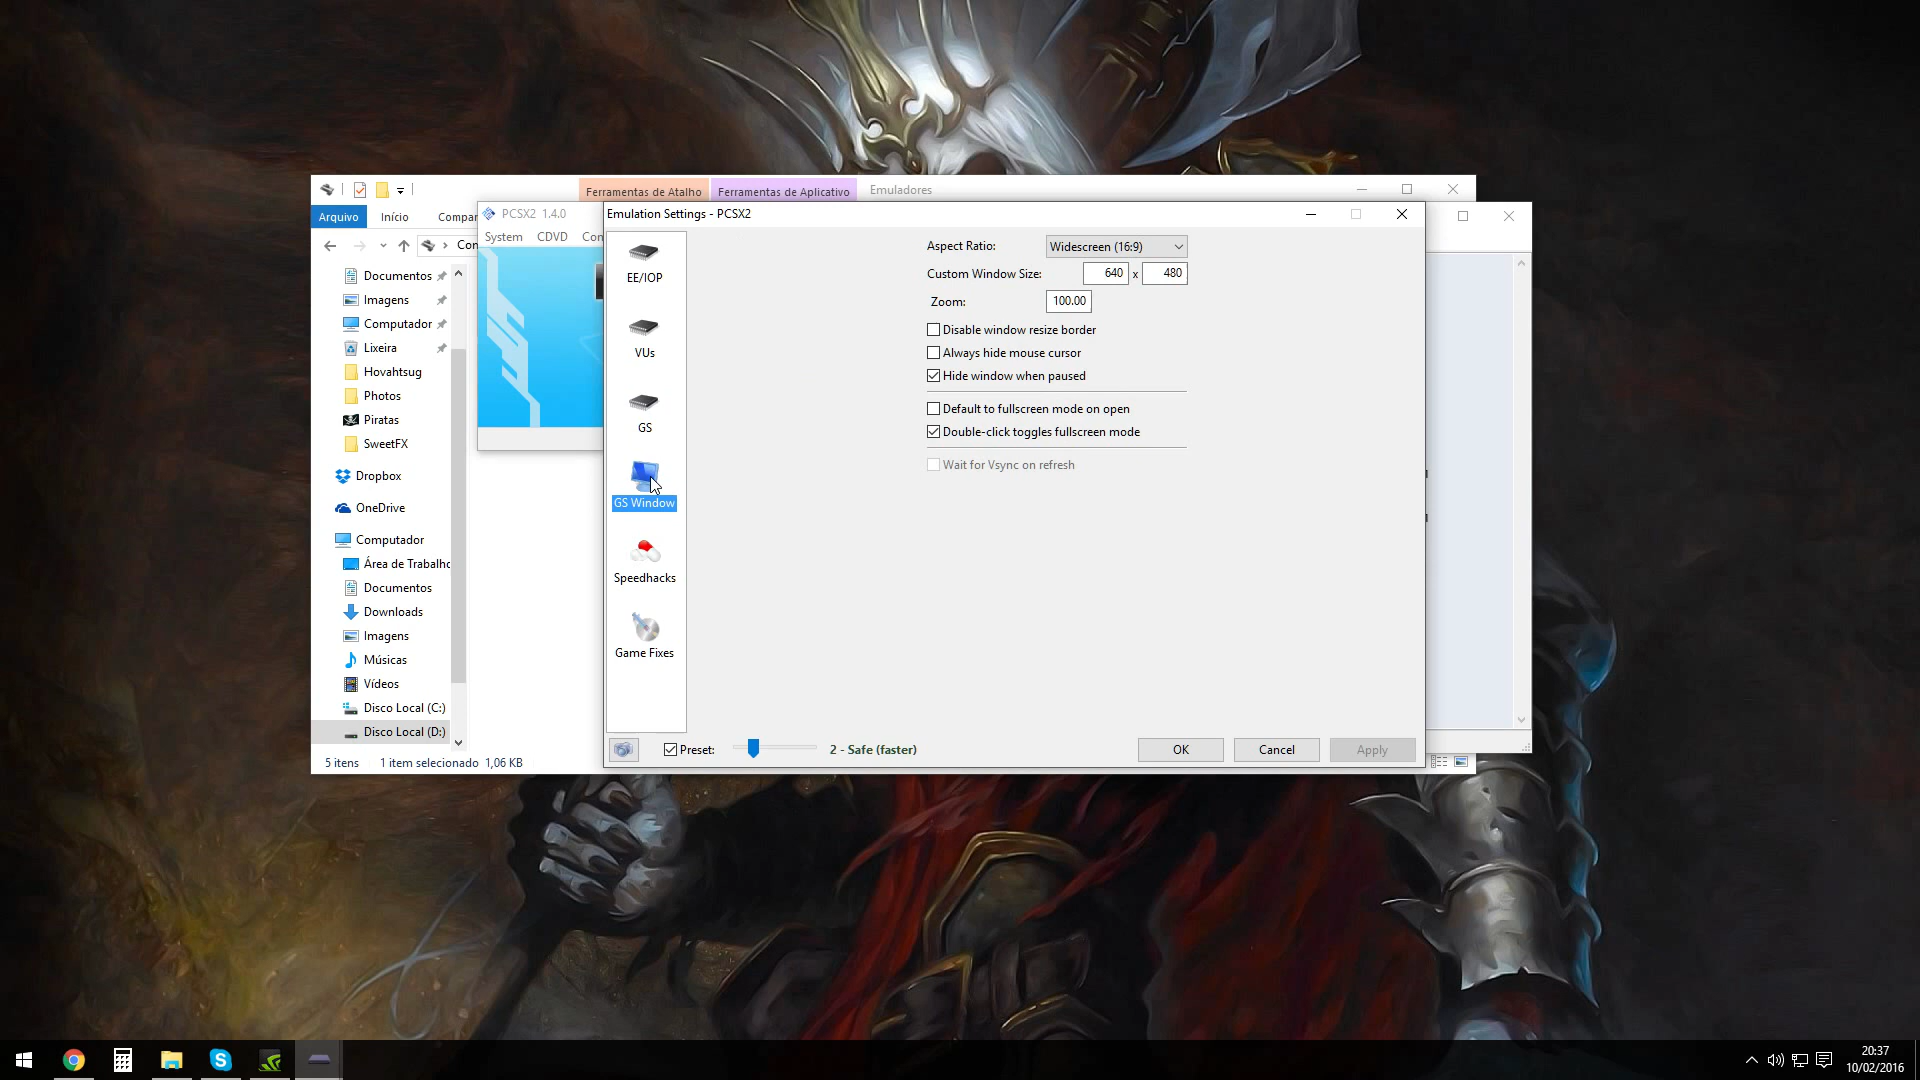 Ferramentas de Atalho
Ferramentas de Aplicativo
Emuladores
Arquivo
Início
Compar
PCSX2 1.4.0
System
CDVD
Con
Emulation Settings - PCSX2
Com
Documentos
Imagens
Computador
Lixeira
Hovahtsug
Photos
Piratas
SweetFX
Dropbox
OneDrive
Computador
Área de Trabalho
Documentos
Downloads
Imagens
Músicas
Vídeos
Disco Local (C:)
Disco Local (D:)
5 itens
1 item selecionado 1,06 KB
EE/IOP
VUs
GS
GS Window
Speedhacks
Game Fixes
Aspect Ratio:
Widescreen (16:9)
Custom Window Size:
640 x 480
Zoom:
100.00
Disable window resize border
Always hide mouse cursor
Hide window when paused
Default to fullscreen mode on open
Double-click toggles fullscreen mode
Wait for Vsync on refresh
Preset:
2 - Safe (faster)
OK
Cancel
Apply
20:37
10/02/2016